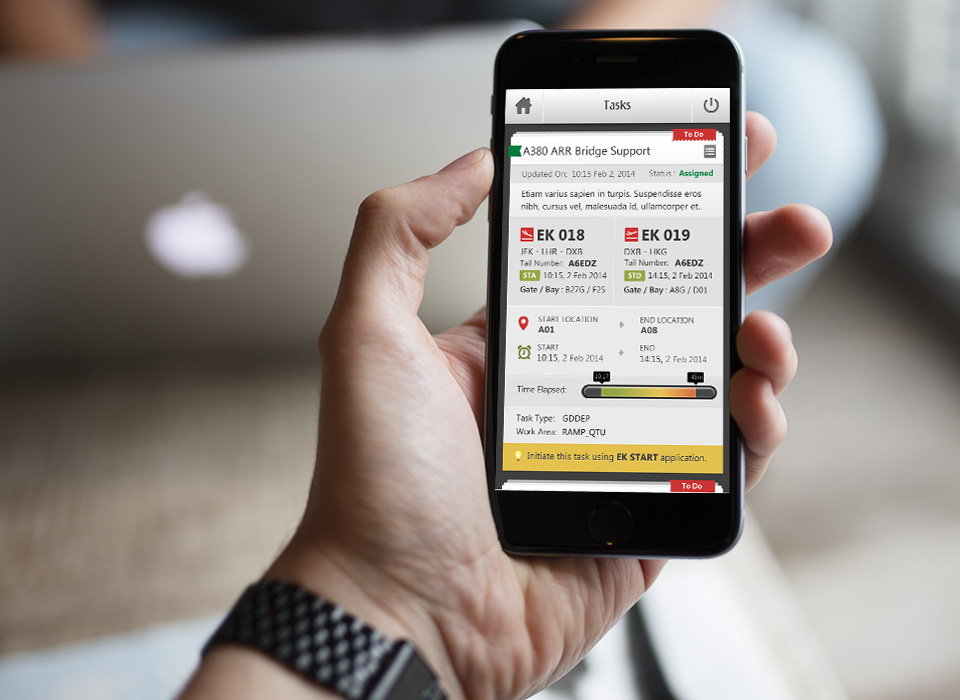 Tasks
To Do
A380 ARR Bridge Support
Updated On: 10:15 Feb 2, 2014 Status : Assigned
Etiam varius sapien in turpis. Suspendisse eros
nibh, cursus vel, malesuada id, ullamcorper et..
EK 018
JFK - LHR - DXB
Tail Number: A6EDZ
STA 10:15, 2 Feb 2014
Gate / Bay : B27G / F25
EK 019
DXB - HKG
Tail Number: A6EDZ
STD 14:15, 2 Feb 2014
Gate / Bay : A8G / D01
START LOCATION
A01
END LOCATION
A08
START
10:15, 2 Feb 2014
END
14:15, 2 Feb 2014
10:17
Time Elapsed:
Task Type: GDDEP
Work Area: RAMP_QTU
Initiate this task using EK START application.
To Do